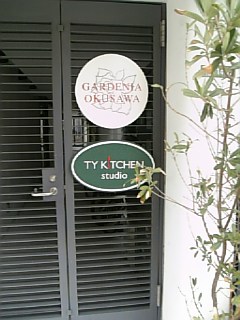 GARDENIA
OKUSAWA
TY KITCHEN
studio